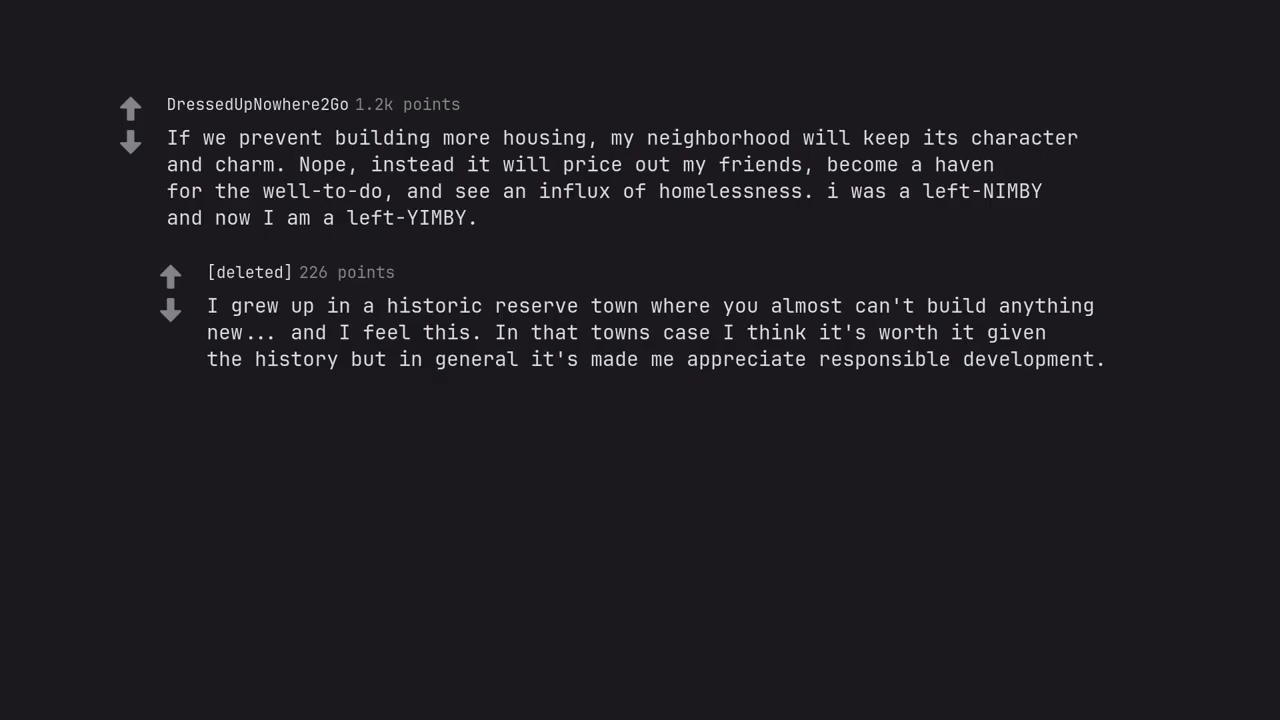 DressedUpNowhere2Go 1.2k points
If we prevent building more housing, my neighborhood will keep its character
and charm. Nope, instead it will price out my friends, become a haven
for the well-to-do, and see an influx of homelessness. i was a left-NIMBY
and now I am a left-YIMBY.
[deleted] 226 points
I grew up in a historic reserve town where you almost can't build anything
new... and I feel this. In that towns case I think it's worth it given
the history but in general it's made me appreciate responsible development.